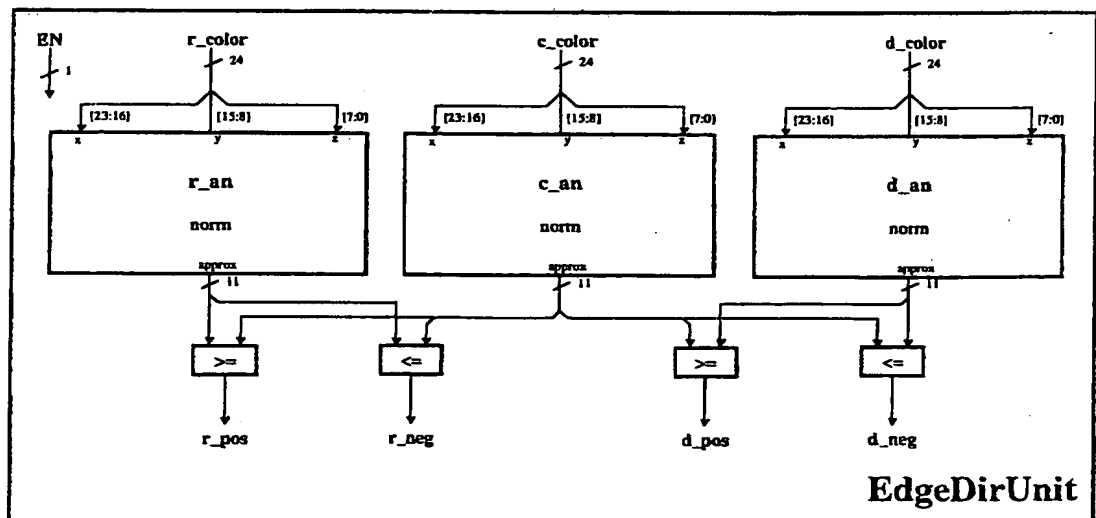 EN r_color c_color d_color
1 24 24 24
[23:16] [15:8] [7:0] [23:16] [15:8] [7:0] [23:16] [15:8] [7:0]
x y z x y z x y z
r_an c_an d_an
norm norm norm
approx approx approx
11 11 11
>= <= >= <=
r_pos r_neg d_pos d_neg
EdgeDirUnit